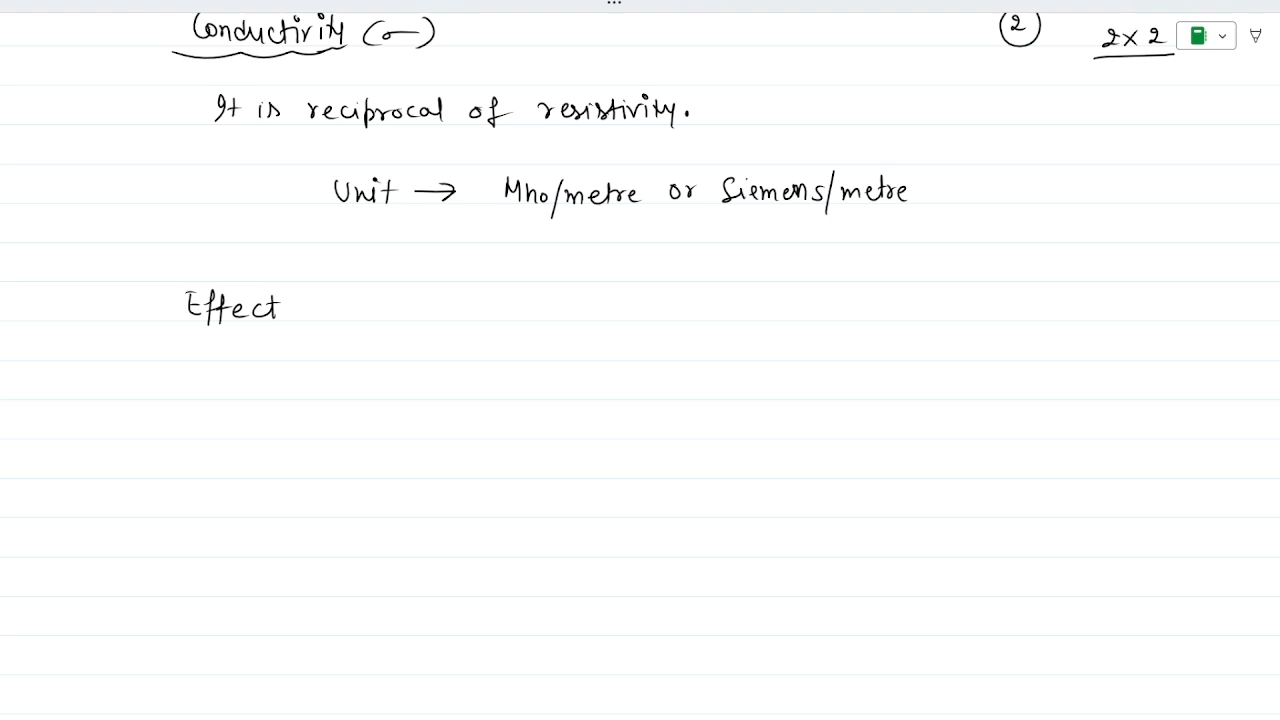 Conductivity (σ)
② 2×2
It is reciprocal of resistivity.
Unit → Mho/metre or Siemens/metre
Effect